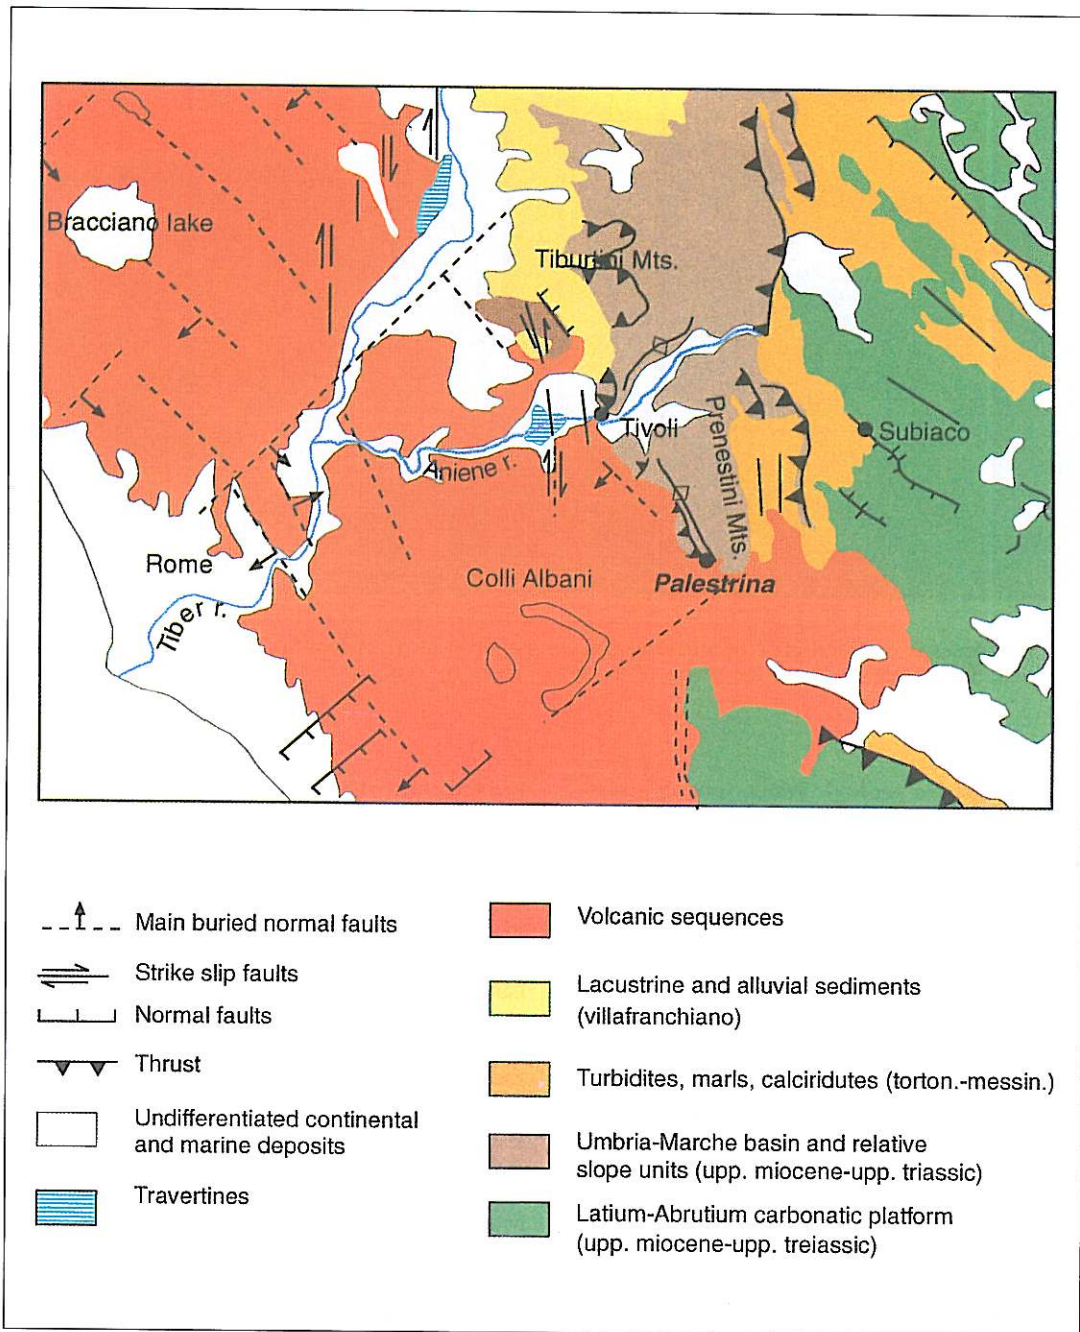 Bracciano lake
Tiburtini Mts.
Tivoli
Subiaco
Aniene r.
Prenestini Mts.
Rome
Colli Albani
Palestrina
Tiber r.
Main buried normal faults
Strike slip faults
Normal faults
Thrust
Undifferentiated continental
and marine deposits
Travertines
Volcanic sequences
Lacustrine and alluvial sediments
(villafranchiano)
Turbidites, marls, calciridutes (torton.-messin.)
Umbria-Marche basin and relative
slope units (upp. miocene-upp. triassic)
Latium-Abrutium carbonatic platform
(upp. miocene-upp. treiassic)